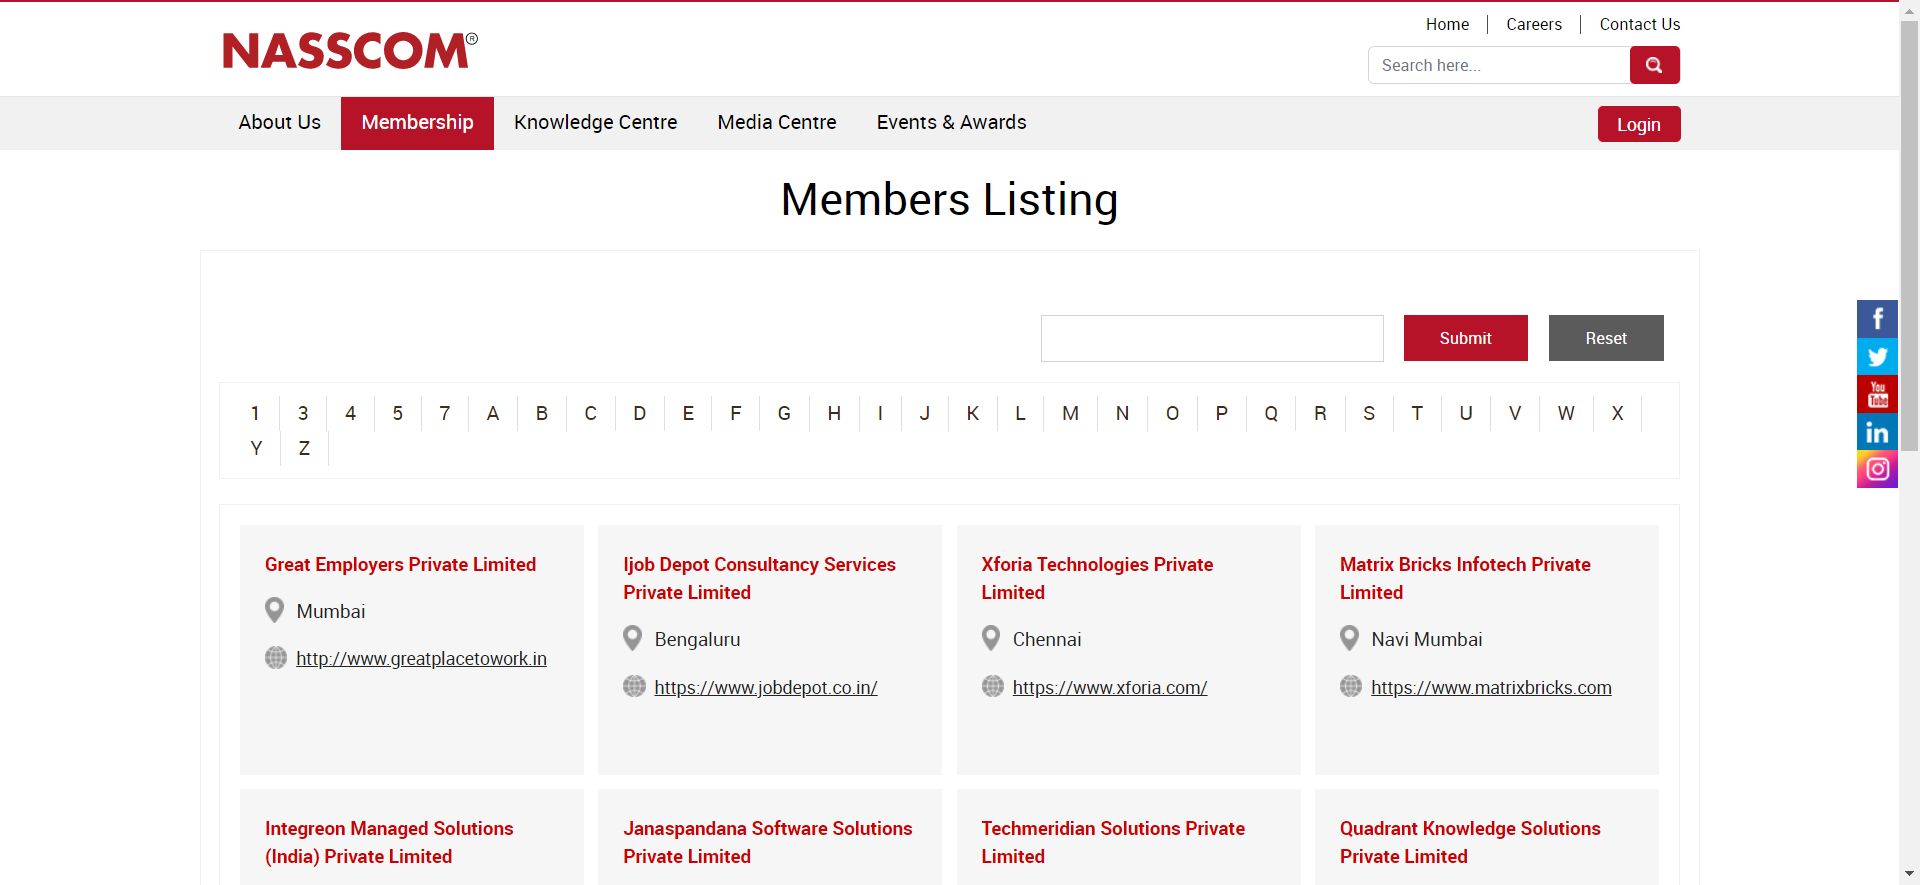 Home
Careers
Contact Us
NASSCOM®
Search here...
About Us
Membership
Knowledge Centre
Media Centre
Events & Awards
Login
Members Listing
Submit
Reset
1 3 4 5 7 A B C D E F G H I J K L M N O P Q R S T U V W X
Y Z
Great Employers Private Limited
Mumbai
http://www.greatplacetowork.in
Ijob Depot Consultancy Services
Private Limited
Bengaluru
https://www.jobdepot.co.in/
Xforia Technologies Private
Limited
Chennai
https://www.xforia.com/
Matrix Bricks Infotech Private
Limited
Navi Mumbai
https://www.matrixbricks.com
Integreon Managed Solutions
(India) Private Limited
Janaspandana Software Solutions
Private Limited
Techmeridian Solutions Private
Limited
Quadrant Knowledge Solutions
Private Limited
f
You
Tube
in